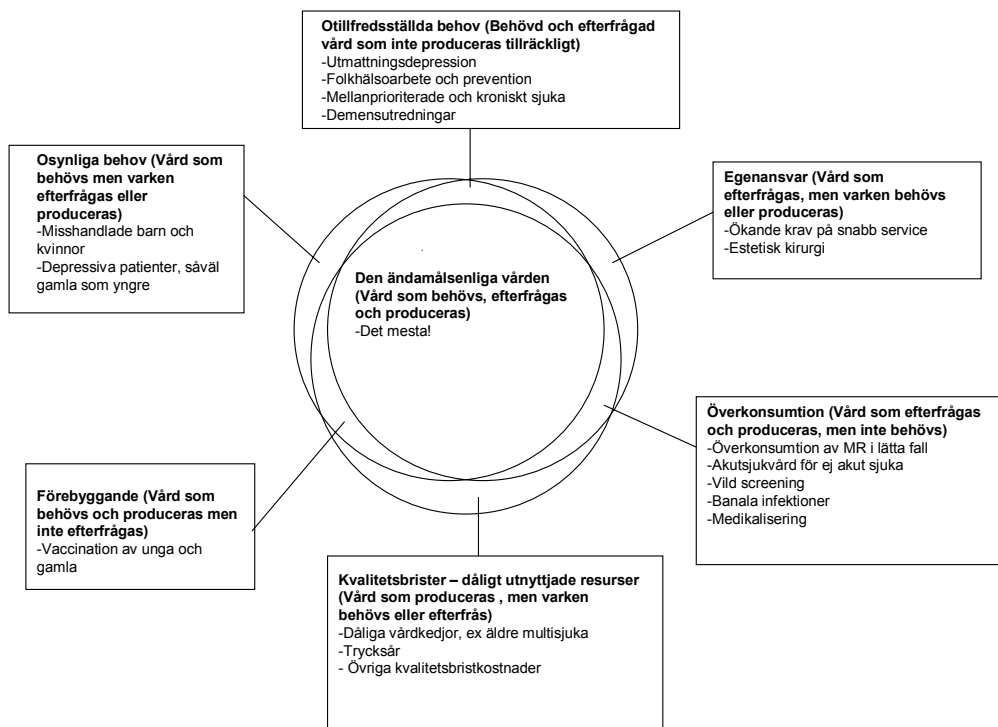 Otillfredsställda behov (Behövd och efterfrågad
vård som inte produceras tillräckligt)
-Utmattningsdepression
-Folkhälsoarbete och prevention
-Mellanprioriterade och kroniskt sjuka
-Demensutredningar
Osynliga behov (Vård som
behövs men varken
efterfrågas eller
produceras)
-Misshandlade barn och
kvinnor
-Depressiva patienter, såväl
gamla som yngre
Egenansvar (Vård som
efterfrågas, men varken behövs
eller produceras)
-Ökande krav på snabb service
-Estetisk kirurgi
Den ändamålsenliga vården
(Vård som behövs, efterfrågas
och produceras)
-Det mesta!
Överkonsumtion (Vård som efterfrågas
och produceras, men inte behövs)
-Överkonsumtion av MR i lätta fall
-Akutsjukvård för ej akut sjuka
-Vild screening
-Banala infektioner
-Medikalisering
Förebyggande (Vård som
behövs och produceras men
inte efterfrågas)
-Vaccination av unga och
gamla
Kvalitetsbrister – dåligt utnyttjade resurser
(Vård som produceras , men varken
behövs eller efterfrås)
-Dåliga vårdkedjor, ex äldre multisjuka
-Trycksår
- Övriga kvalitetsbristkostnader